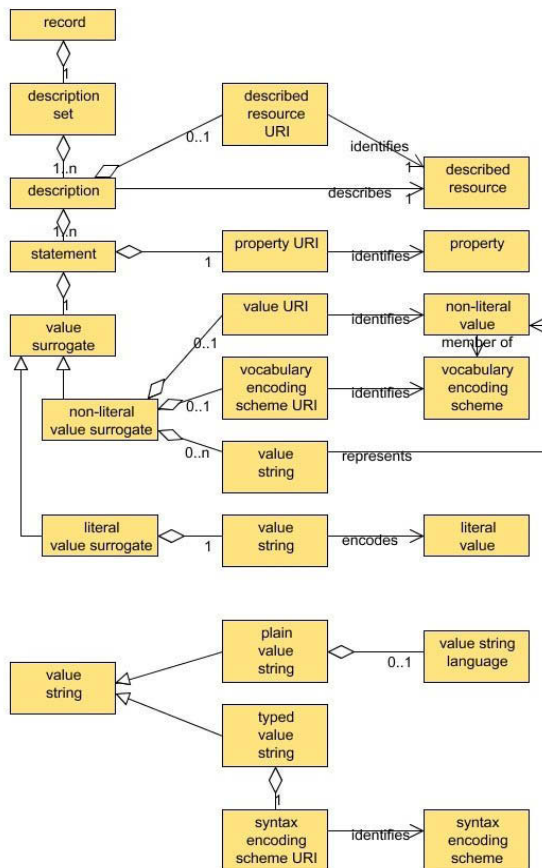 record
1
description
set
1..n
described
resource
URI
0..1
identifies
1
described
resource
description
describes
1
1..n
statement
1
property URI
identifies
property
1
value
surrogate
value URI
identifies
non-literal
value
0..1
member of
non-literal
value surrogate
0..1
vocabulary
encoding
scheme URI
identifies
vocabulary
encoding
scheme
0..n
value
string
represents
literal
value surrogate
1
value
string
encodes
literal
value
plain
value
string
0..1
value string
language
value
string
typed
value
string
1
syntax
encoding
scheme URI
identifies
syntax
encoding
scheme